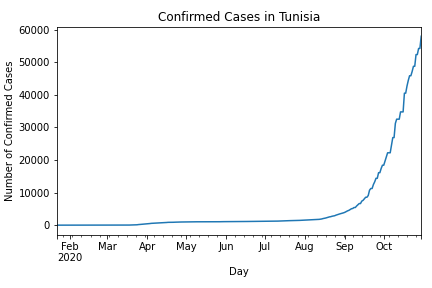 Confirmed Cases in Tunisia
Number of Confirmed Cases
60000
50000
40000
30000
20000
10000
0
Feb Mar Apr May Jun Jul Aug Sep Oct
2020
Day